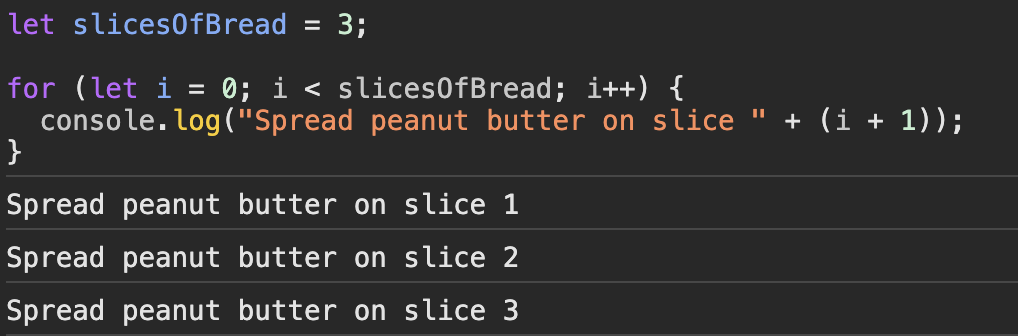 let slicesOfBread = 3;

for (let i = 0; i < slicesOfBread; i++) {
  console.log("Spread peanut butter on slice " + (i + 1));
}
Spread peanut butter on slice 1
Spread peanut butter on slice 2
Spread peanut butter on slice 3